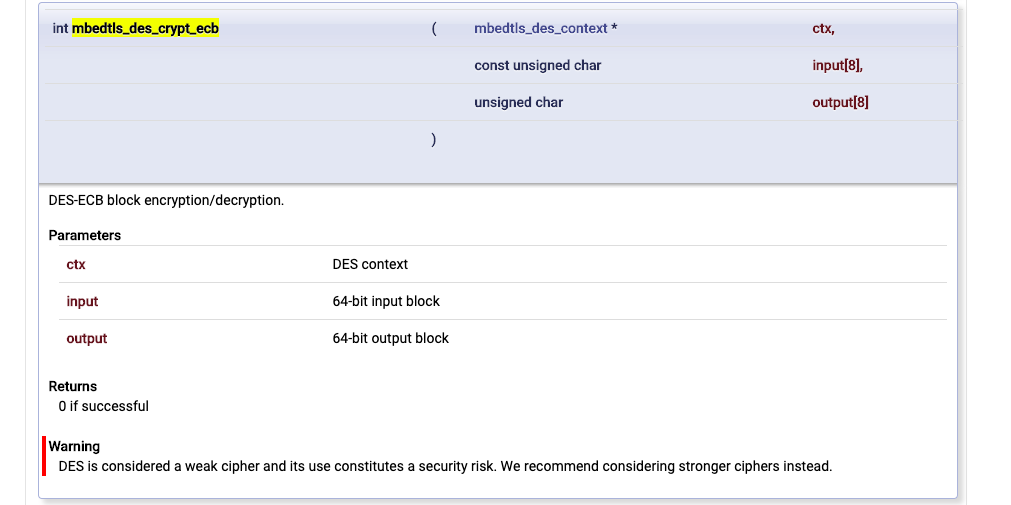 int mbedtls_des_crypt_ecb ( mbedtls_des_context * ctx,
const unsigned char input[8],
unsigned char output[8]
)
DES-ECB block encryption/decryption.
Parameters
ctx DES context
input 64-bit input block
output 64-bit output block
Returns
0 if successful
Warning
DES is considered a weak cipher and its use constitutes a security risk. We recommend considering stronger ciphers instead.